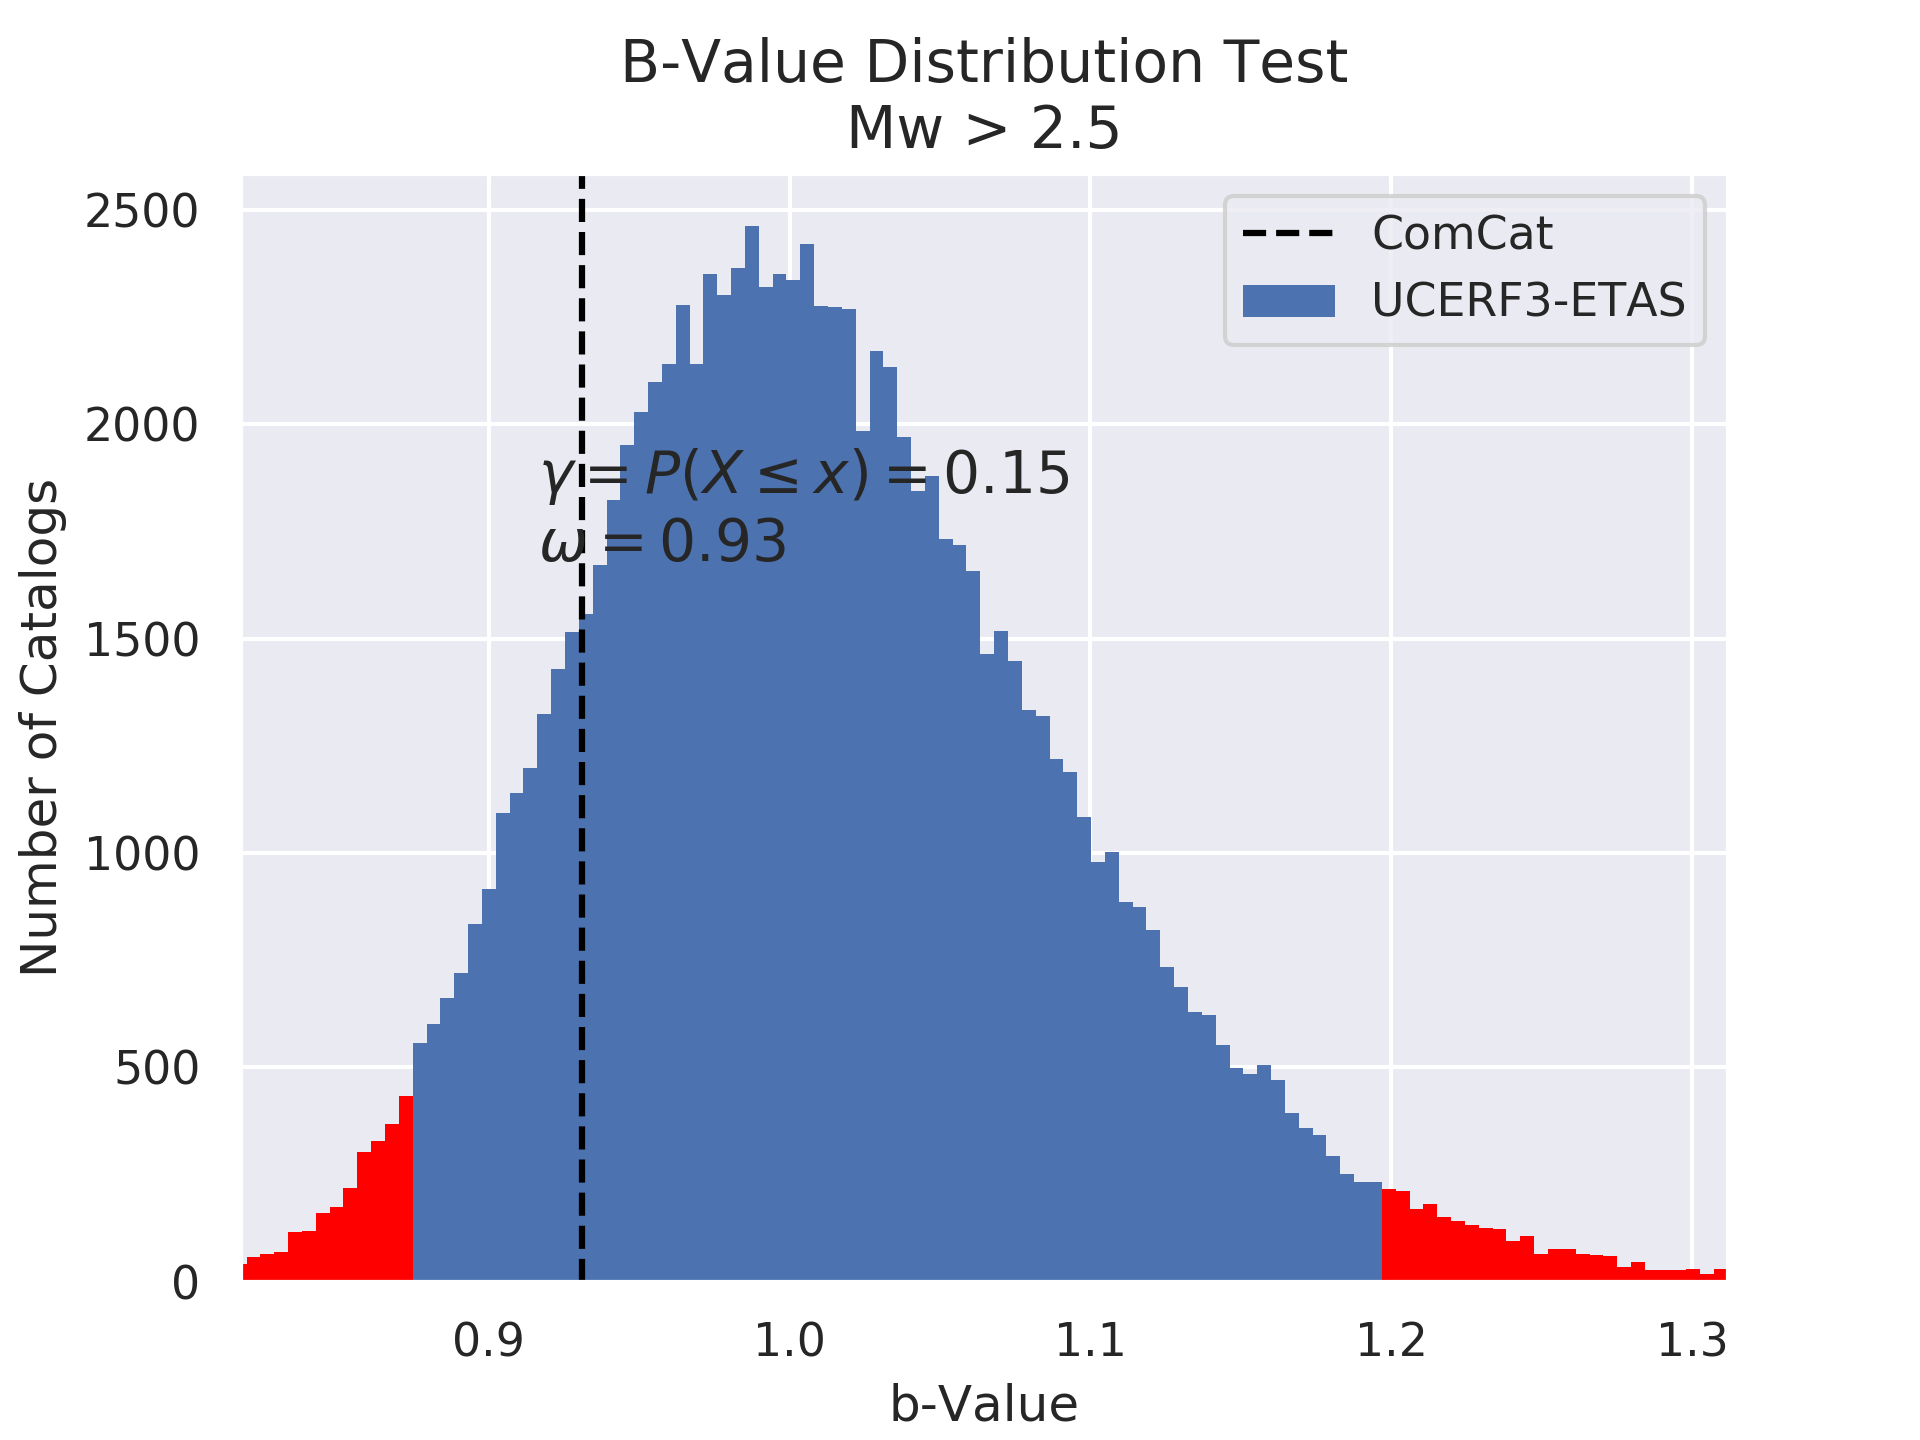 B-Value Distribution Test
Mw > 2.5
ComCat
UCERF3-ETAS
γ = P(X ≤ x) = 0.15
ω = 0.93
Number of Catalogs
2500
2000
1500
1000
500
0
0.9 1.0 1.1 1.2 1.3
b-Value